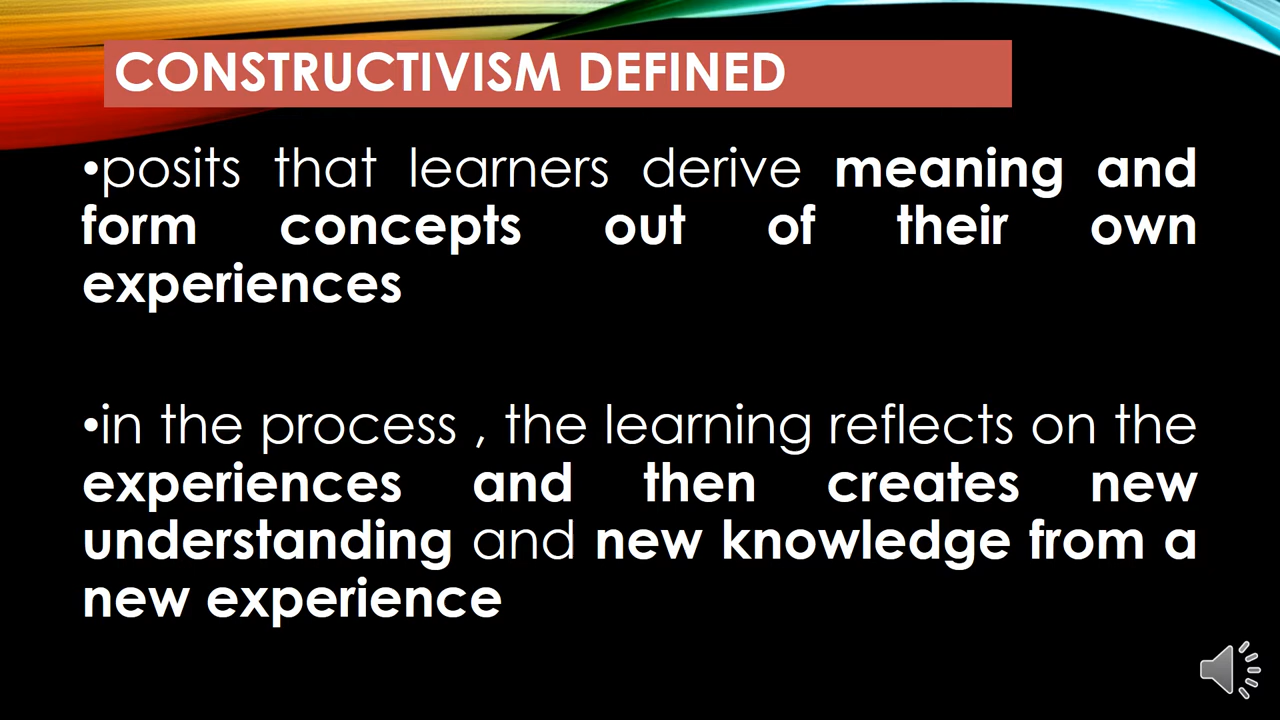 CONSTRUCTIVISM DEFINED
•posits that learners derive meaning and
form concepts out of their own
experiences
•in the process , the learning reflects on the
experiences and then creates new
understanding and new knowledge from a
new experience